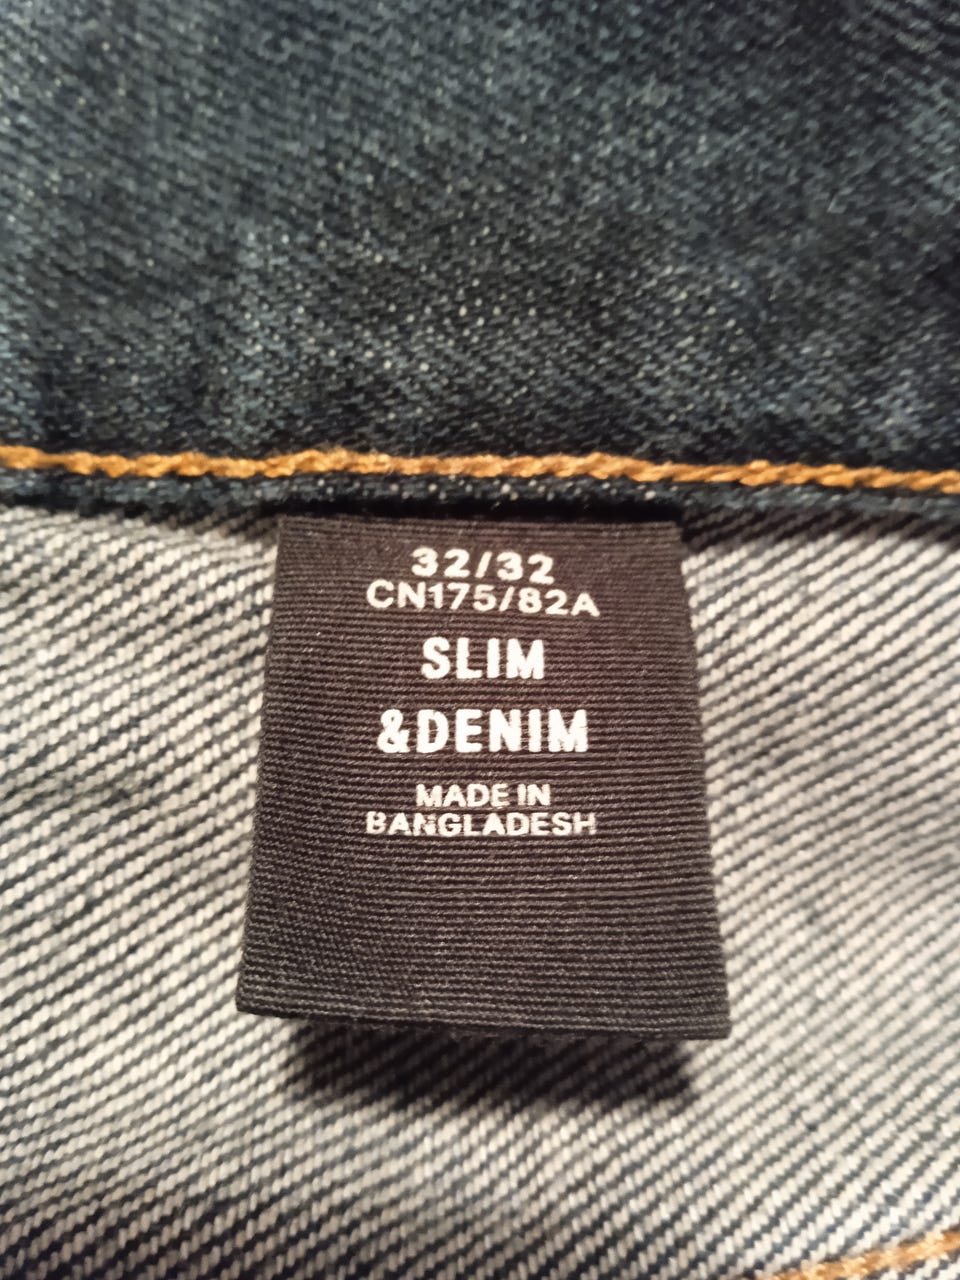 32/32
CN175/82A
SLIM
&DENIM
MADE IN
BANGLADESH